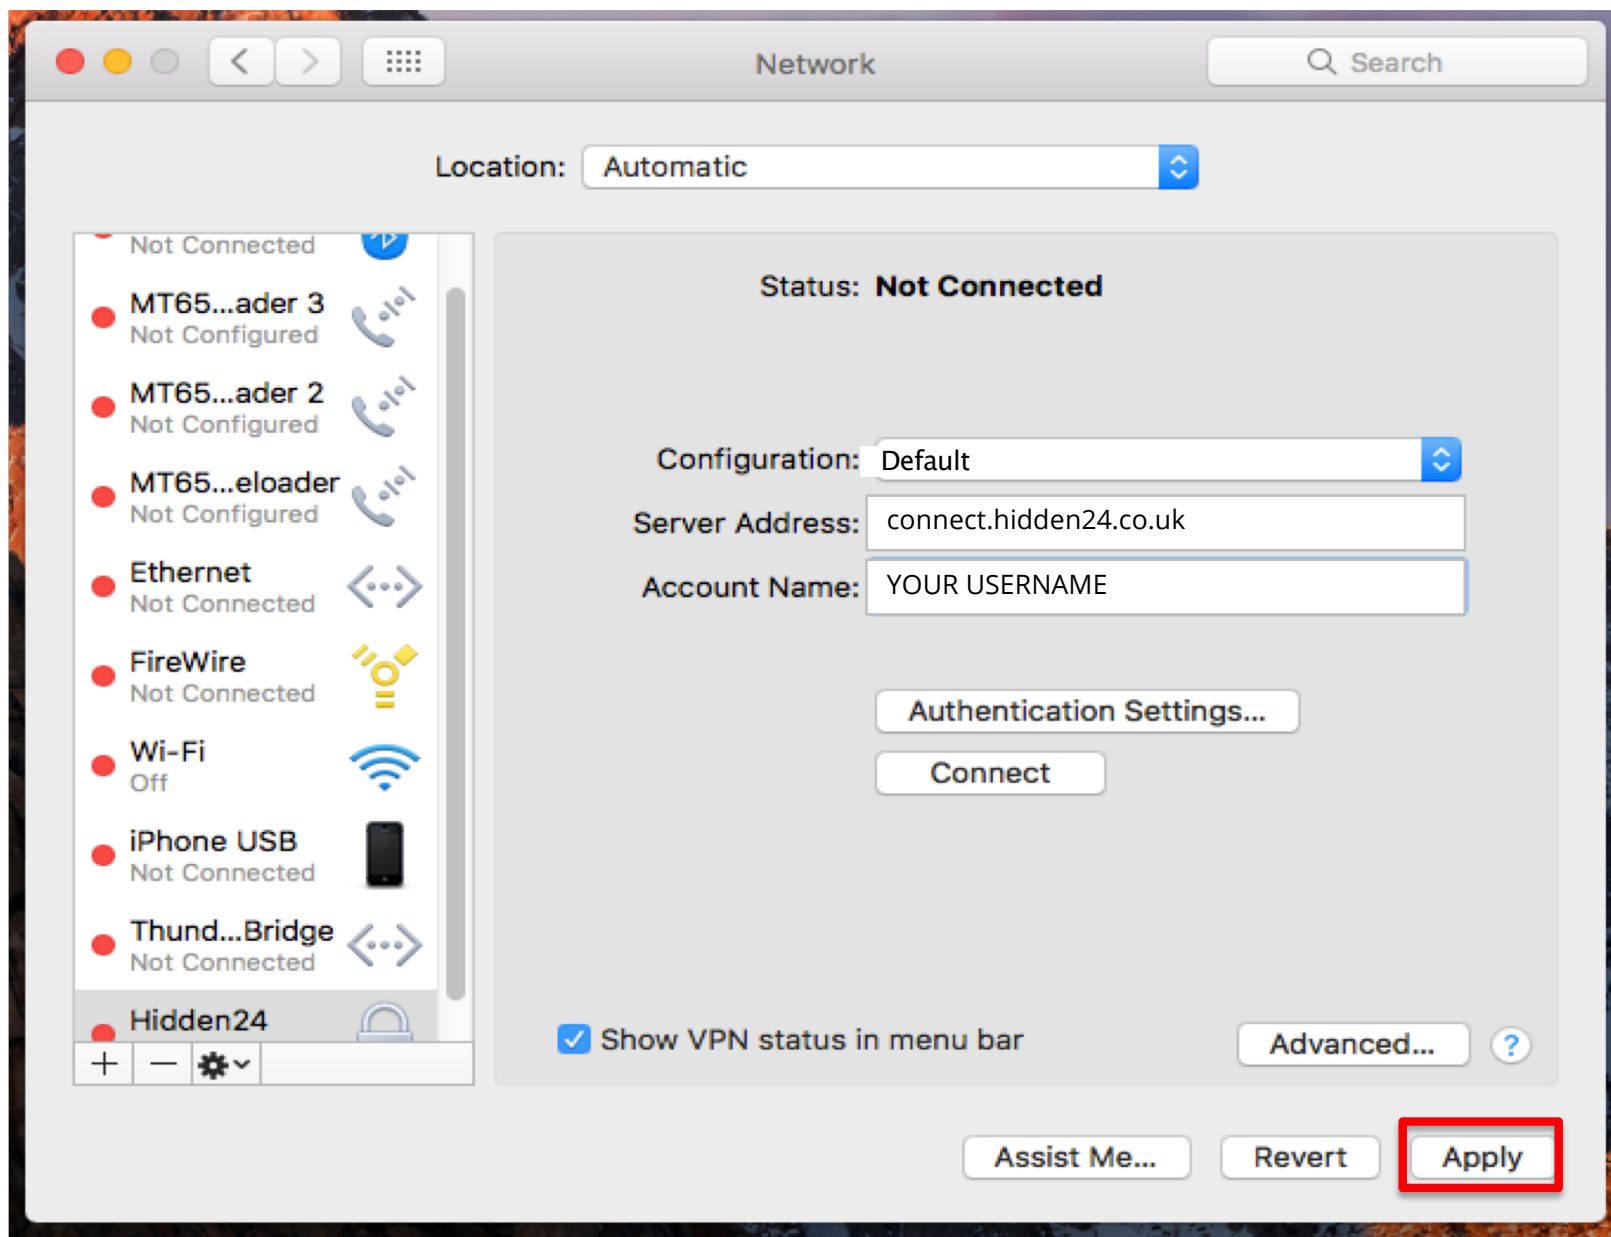 Network
Search
Location: Automatic
Not Connected
MT65...ader 3
Not Configured
MT65...ader 2
Not Configured
MT65...eloader
Not Configured
Ethernet
Not Connected
FireWire
Not Connected
Wi-Fi
Off
iPhone USB
Not Connected
Thund...Bridge
Not Connected
Hidden24
Status: Not Connected
Configuration: Default
Server Address: connect.hidden24.co.uk
Account Name: YOUR USERNAME
Authentication Settings...
Connect
Show VPN status in menu bar
Advanced... ?
Assist Me... Revert Apply